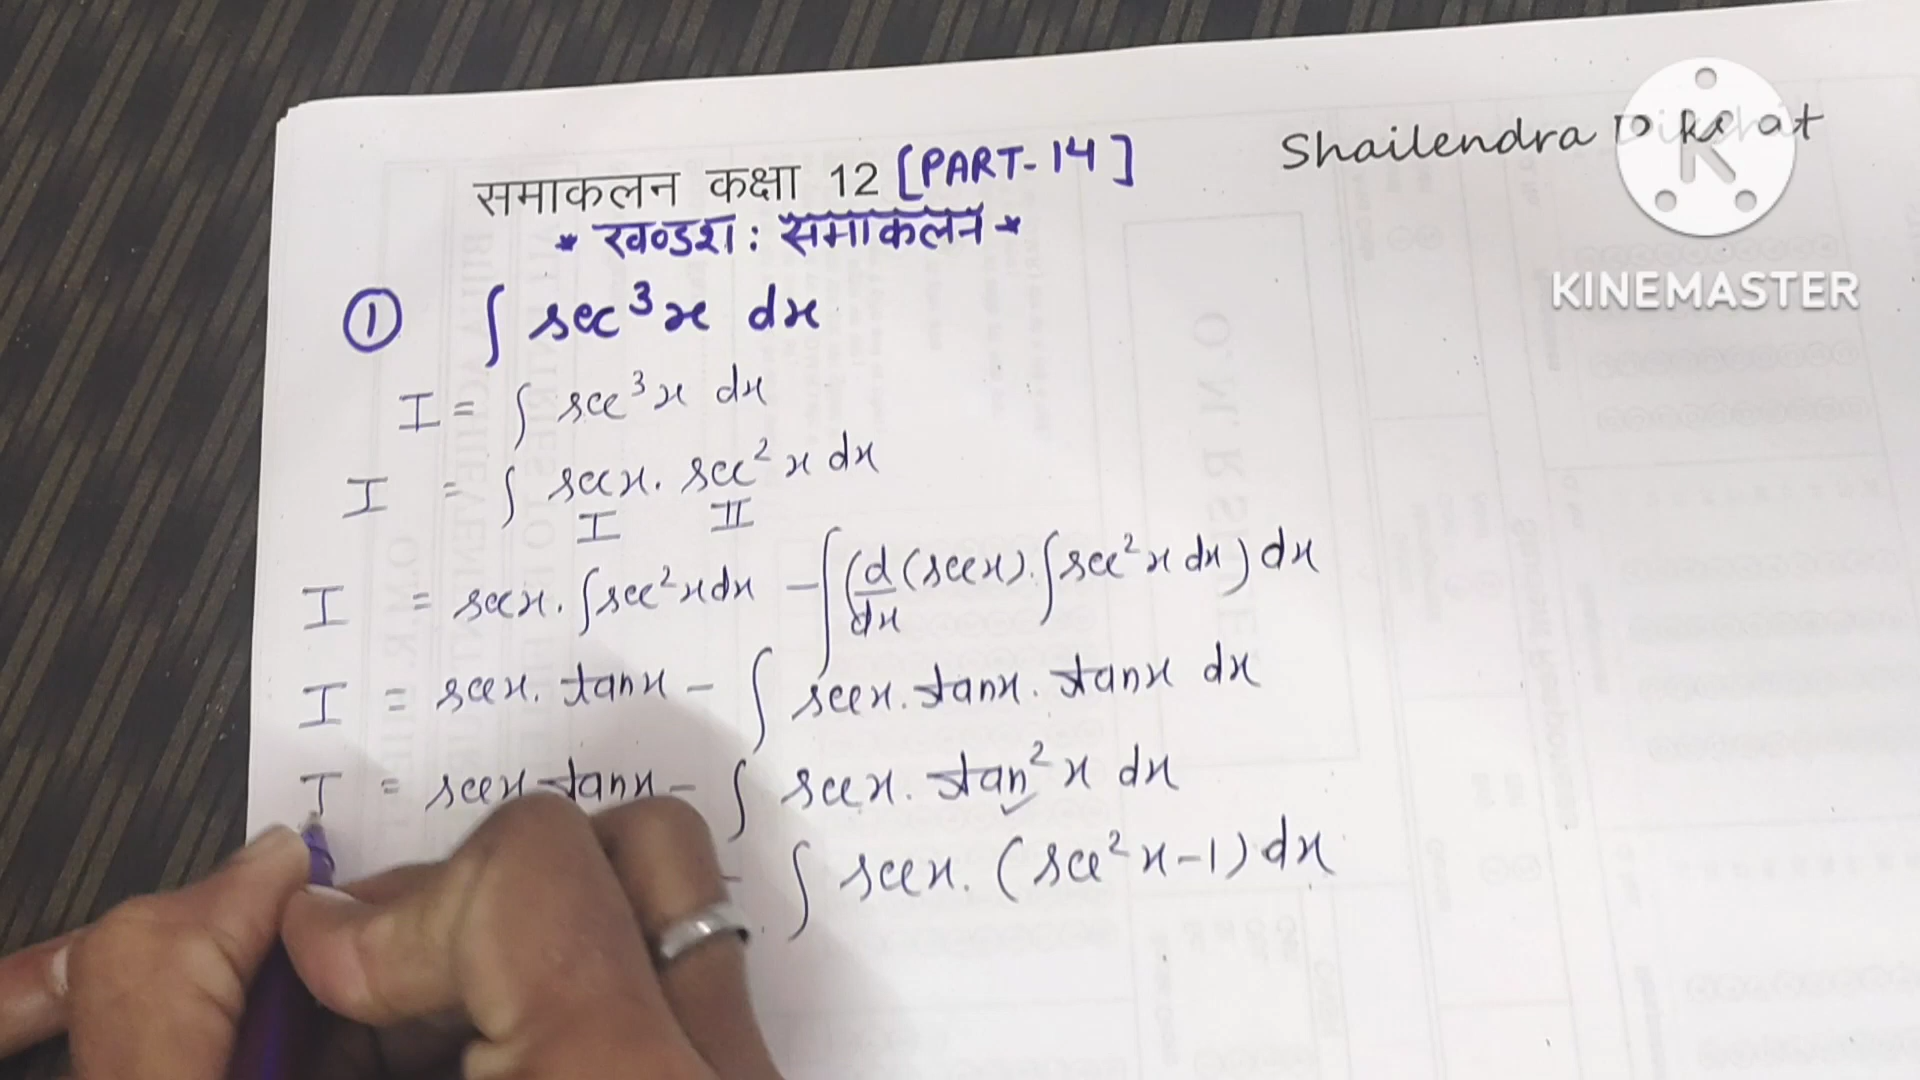 समाकलन कक्षा 12 [PART-14]
* खण्डश: समाकलन *
Shailendra
KINEMASTER
① ∫ sec³x dx
I = ∫ sec³x dx
I = ∫ secx. sec²x dx
I II
I = secx. ∫sec²xdx - ∫(d/dx (secx). ∫sec²x dx) dx
I = secx. tanx - ∫ secx. tanx. tanx dx
I = secx tanx - ∫ secx. tan²x dx
- ∫ secx. (sec²x-1) dx